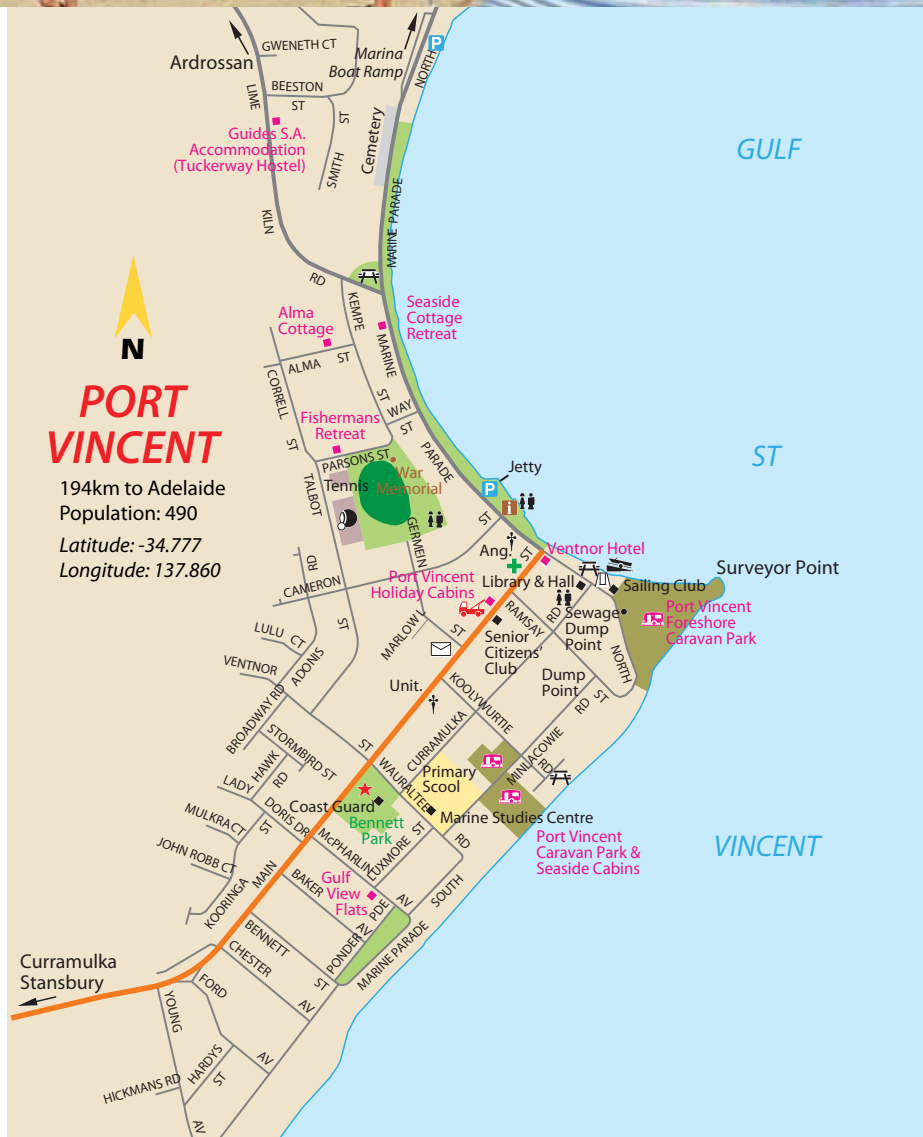 GWENETH CT
Ardrossan
Marina
Boat Ramp
P
NORTH
BEESTON
ST
LIME
Guides S.A.
Accommodation
(Tuckerway Hostel)
SMITH
ST
Cemetery
GULF
MARINE PARADE
KILN
RD
N
PORT
VINCENT
194km to Adelaide
Population: 490
Latitude: -34.777
Longitude: 137.860
Alma
Cottage
KEMPE
ST
Seaside
Cottage
Retreat
MARINE
PARADE
ALMA ST
CORRELL
ST
WAY
ST
Fishermans
Retreat
PARSONS ST
Tennis
War
Memorial
TALBOT
RD
GERMEIN
ST
Jetty
P
i
ST
Ang.
ST
Ventnor Hotel
CAMERON
ST
Port Vincent
Holiday Cabins
Library & Hall
Sailing Club
Surveyor Point
Port Vincent
Foreshore
Caravan Park
Sewage
Dump
Point
RAMSAY
RD
NORTH
MARLOW L
ST
Senior
Citizens'
Club
Dump
Point
ST
LULU CT
VENTNOR
ADONIS
ST
BROADWAY RD
Unit.
KOOLYWURTIE
CURRAMULKA
MINLACOWIE
RD
RD
STORMBIRD ST
HAWK
RD
LADY
ST
WAURALTEE
RD
Primary
Scool
Coast Guard
Bennett
Park
Marine Studies Centre
Port Vincent
Caravan Park &
Seaside Cabins
VINCENT
DORIS DR
MULKRA CT
ST
JOHN ROBB CT
MCPHARLIN
AV
LUXMORE
ST
KOORINGA
MAIN
BAKER
AV
Gulf
View
Flats
PONDER
PDE
SOUTH
MARINE PARADE
BENNETT
ST
CHESTER
AV
Curramulka
Stansbury
FORD
AV
YOUNG
AV
HARDYS
ST
HICKMANS RD